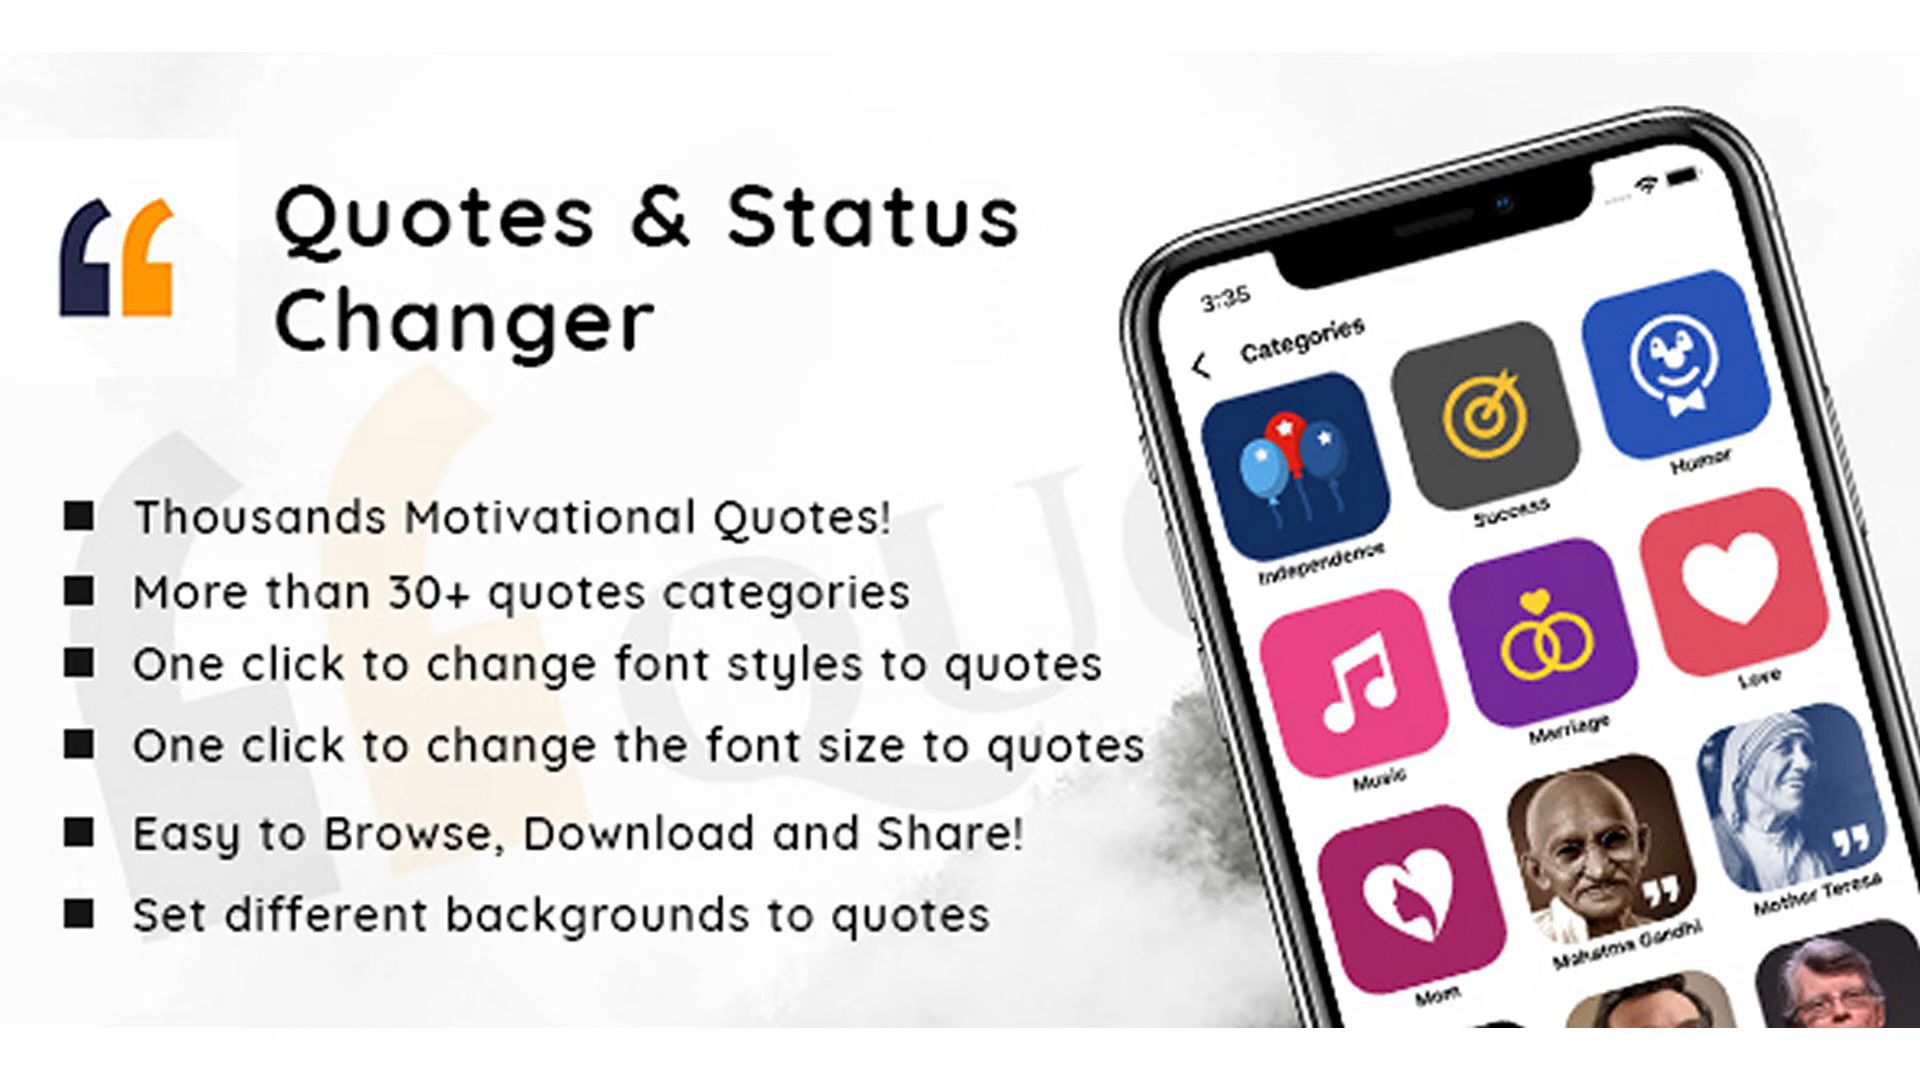 Quotes & Status
Changer
Thousands Motivational Quotes!
More than 30+ quotes categories
One click to change font styles to quotes
One click to change the font size to quotes
Easy to Browse, Download and Share!
Set different backgrounds to quotes
QUO
3:35
Categories
Independence
Success
Humor
Music
Marriage
Love
Mom
Mahatma Gandhi
Mother Teresa